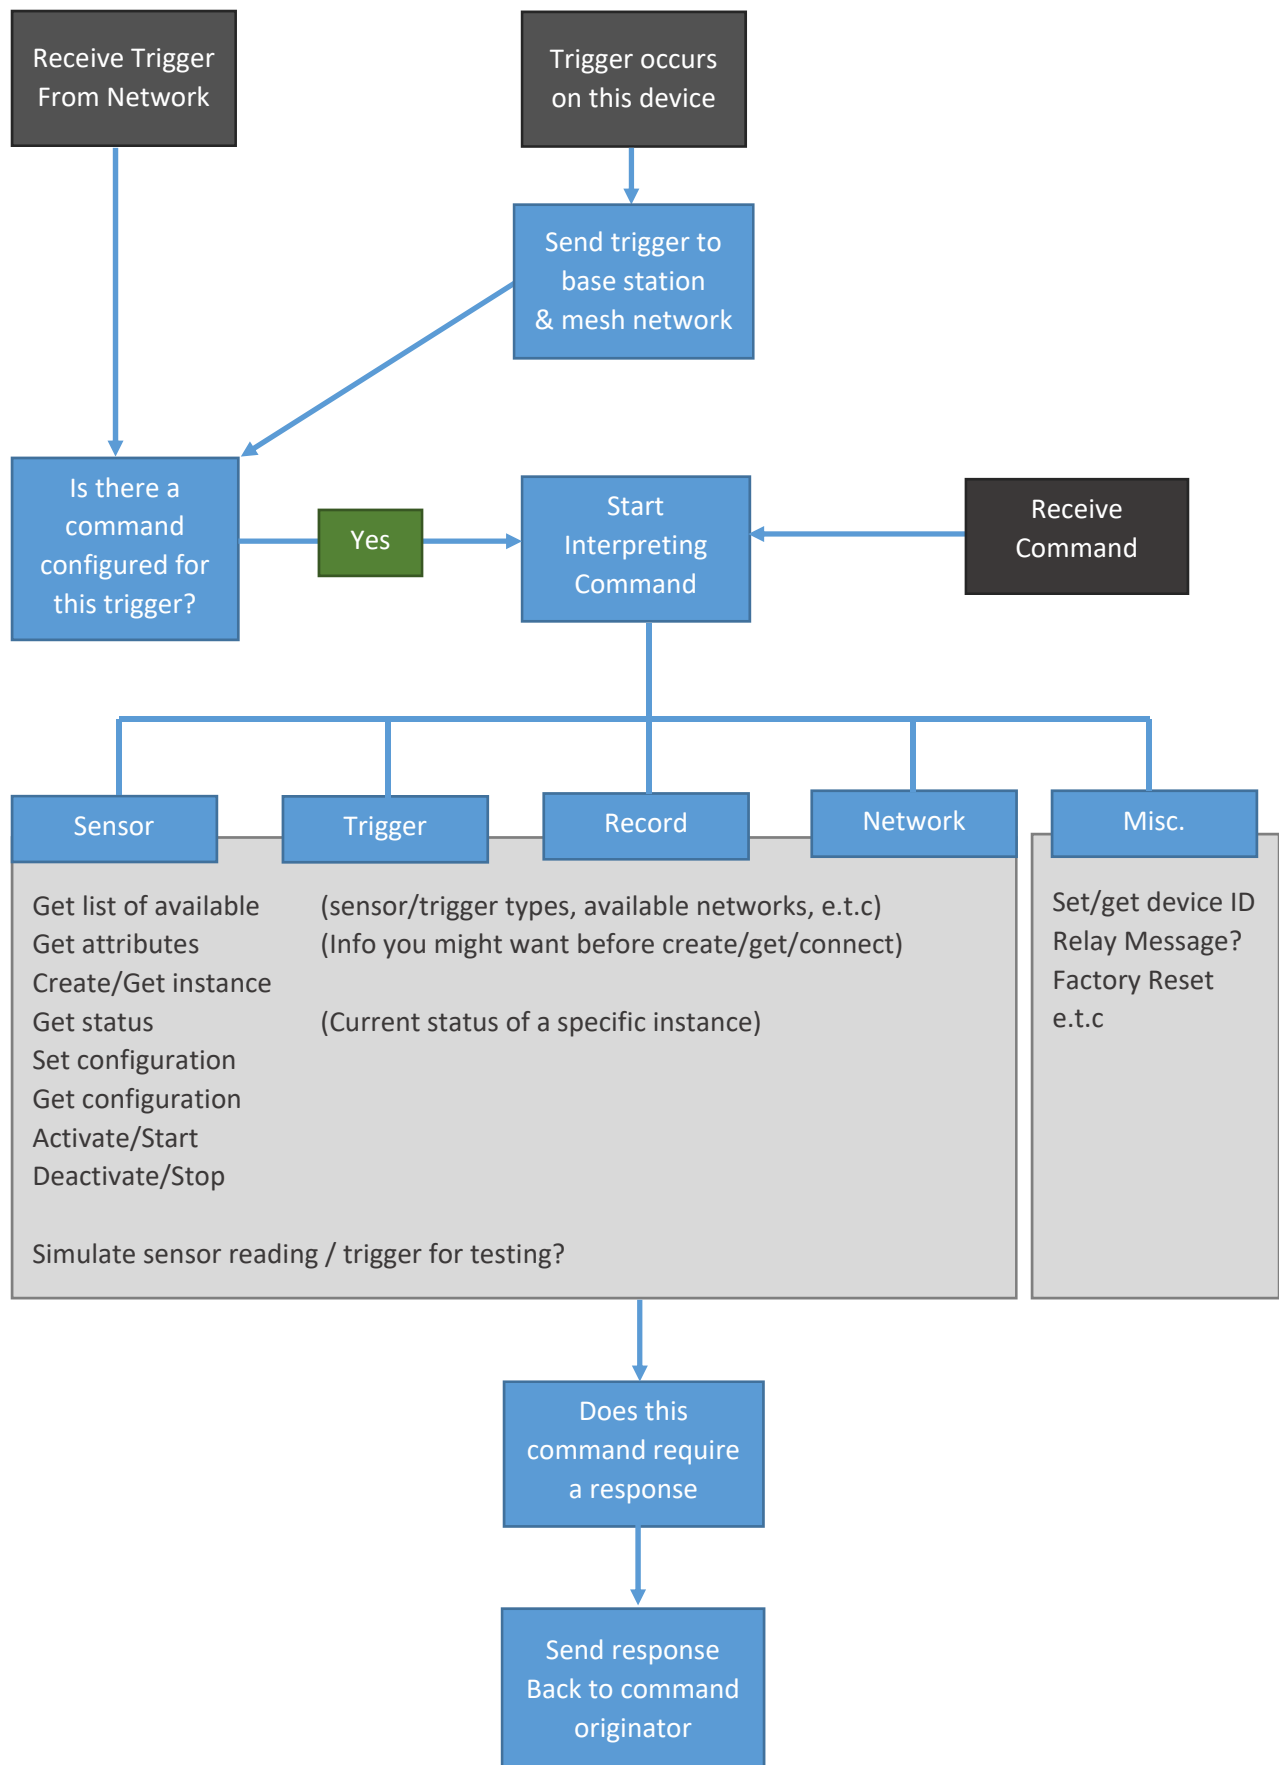 Receive Trigger
From Network
Trigger occurs
on this device
Send trigger to
base station
& mesh network
Is there a
command
configured for
this trigger?
Yes
Start
Interpreting
Command
Receive
Command
Sensor
Trigger
Record
Network
Misc.
Get list of available (sensor/trigger types, available networks, e.t.c)
Get attributes (Info you might want before create/get/connect)
Create/Get instance
Get status (Current status of a specific instance)
Set configuration
Get configuration
Activate/Start
Deactivate/Stop
Simulate sensor reading / trigger for testing?
Set/get device ID
Relay Message?
Factory Reset
e.t.c
Does this
command require
a response
Send response
Back to command
originator